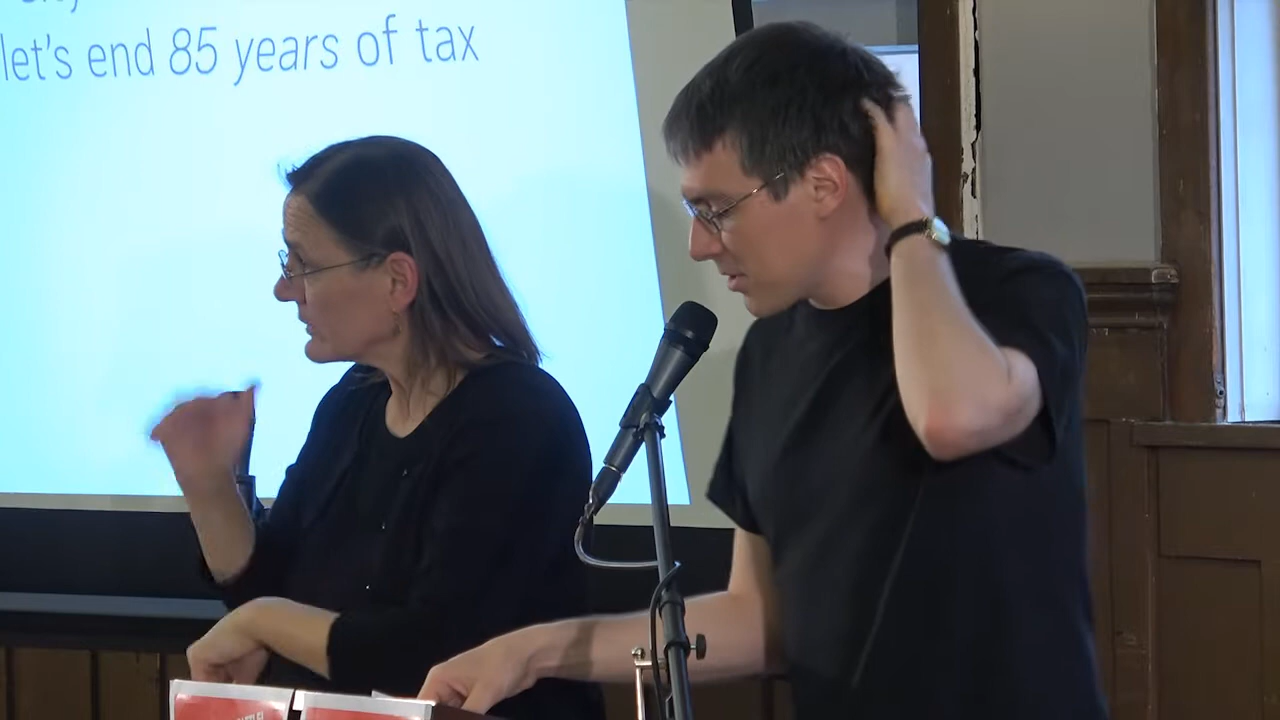 let's end 85 years of tax